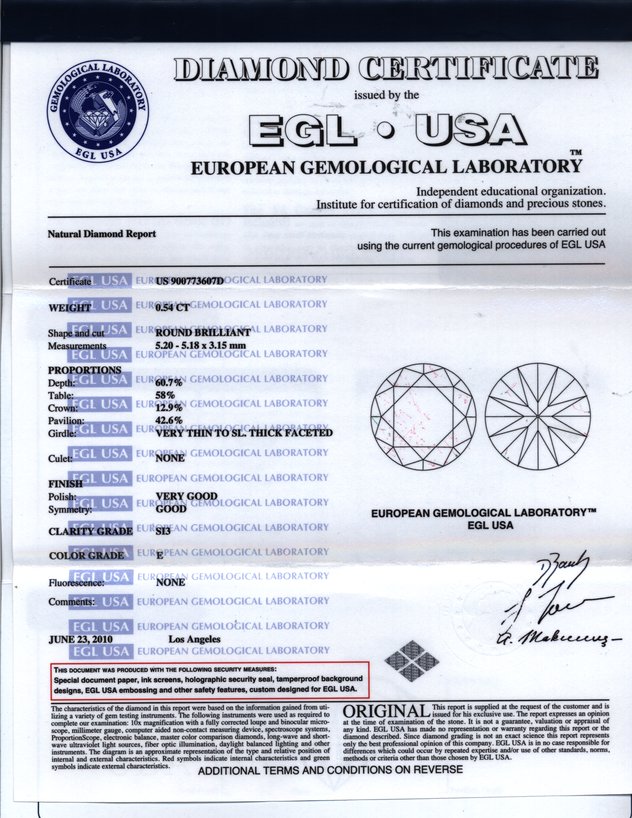 GEMOLOGICAL LABORATORY
EGL USA
DIAMOND CERTIFICATE
issued by the
EGL • USA
EUROPEAN GEMOLOGICAL LABORATORY™
Independent educational organization.
Institute for certification of diamonds and precious stones.
Natural Diamond Report
This examination has been carried out
using the current gemological procedures of EGL USA
Certificate US 900773607D
WEIGHT 0.54 CT
Shape and cut ROUND BRILLIANT
Measurements 5.20 - 5.18 x 3.15 mm
PROPORTIONS
Depth: 60.7%
Table: 58%
Crown: 12.9%
Pavilion: 42.6%
Girdle: VERY THIN TO SL. THICK FACETED
Culet: NONE
FINISH
Polish: VERY GOOD
Symmetry: GOOD
CLARITY GRADE SI3
COLOR GRADE E
Fluorescence: NONE
Comments:
JUNE 23, 2010 Los Angeles
EGL USA EUROPEAN GEMOLOGICAL LABORATORY
EUROPEAN GEMOLOGICAL LABORATORY™
EGL USA
THIS DOCUMENT WAS PRODUCED WITH THE FOLLOWING SECURITY MEASURES:
Special document paper, ink screens, holographic security seal, tamperproof background
designs, EGL USA embossing and other safety features, custom designed for EGL USA.
The characteristics of the diamond in this report were based on the information gained from uti-
lizing a variety of gem testing instruments. The following instruments were used as required to
complete our examination: 10x magnification with a fully corrected loupe and binocular micro-
scope, millimeter gauge, computer aided non-contact measuring device, spectroscope systems,
ProportionScope, electronic balance, master color comparison diamonds, long-wave and short-
wave ultraviolet light sources, fiber optic illumination, daylight balanced lighting and other
instruments. The diagram is an approximate representation of the type and relative position of
internal and external characteristics. Red symbols indicate internal characteristics and green
symbols indicate external characteristics.
ORIGINAL This report is supplied at the request of the customer and is
issued for his exclusive use. The report expresses an opinion
at the time of examination of the stone. It is not a guarantee, valuation or appraisal of
any kind. EGL USA has made no representation or warranty regarding this report or the
diamond described. Since diamond grading is not an exact science this report represents
only the best professional opinion of this company. EGL USA is in no case responsible for
differences which could occur by repeated expertise and/or use of other standards, norms,
methods or criteria other than those chosen by EGL USA.
ADDITIONAL TERMS AND CONDITIONS ON REVERSE